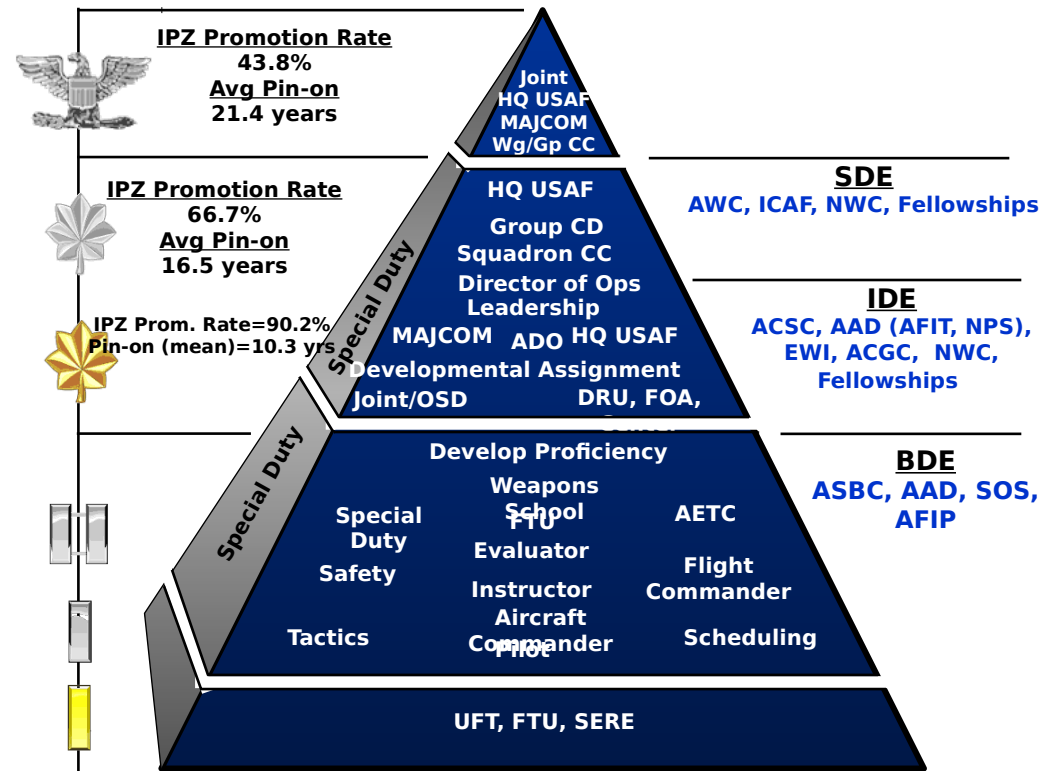 IPZ Promotion Rate
43.8%
Avg Pin-on
21.4 years
Joint
HQ USAF
MAJCOM
Wg/Gp CC
IPZ Promotion Rate
66.7%
Avg Pin-on
16.5 years
IPZ Prom. Rate=90.2%
Pin-on (mean)=10.3 yrs
Special Duty
HQ USAF
Group CD
Squadron CC
Director of Ops
Leadership
MAJCOM ADO HQ USAF
Developmental Assignment
Joint/OSD
DRU, FOA,
SDE
AWC, ICAF, NWC, Fellowships
IDE
ACSC, AAD (AFIT, NPS),
EWI, ACGC, NWC,
Fellowships
Special Duty
Develop Proficiency
Weapons
School
FTU
Special
Duty
AETC
Evaluator
Safety
Flight
Commander
Instructor
Aircraft
Commander
Pilot
Tactics
Scheduling
BDE
ASBC, AAD, SOS,
AFIP
UFT, FTU, SERE